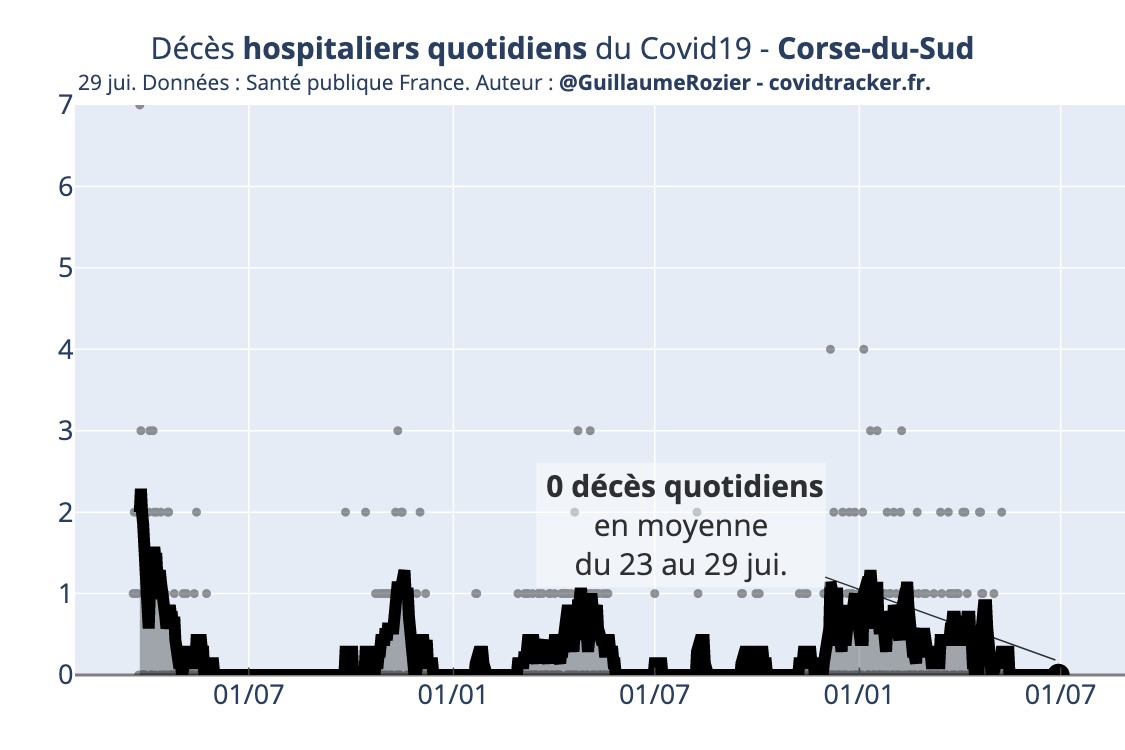 Décès hospitaliers quotidiens du Covid19 - Corse-du-Sud
29 jui. Données : Santé publique France. Auteur : @GuillaumeRozier - covidtracker.fr.
7
6
5
4
3
2
1
0
0 décès quotidiens
en moyenne
du 23 au 29 jui.
01/07 01/01 01/07 01/01 01/07